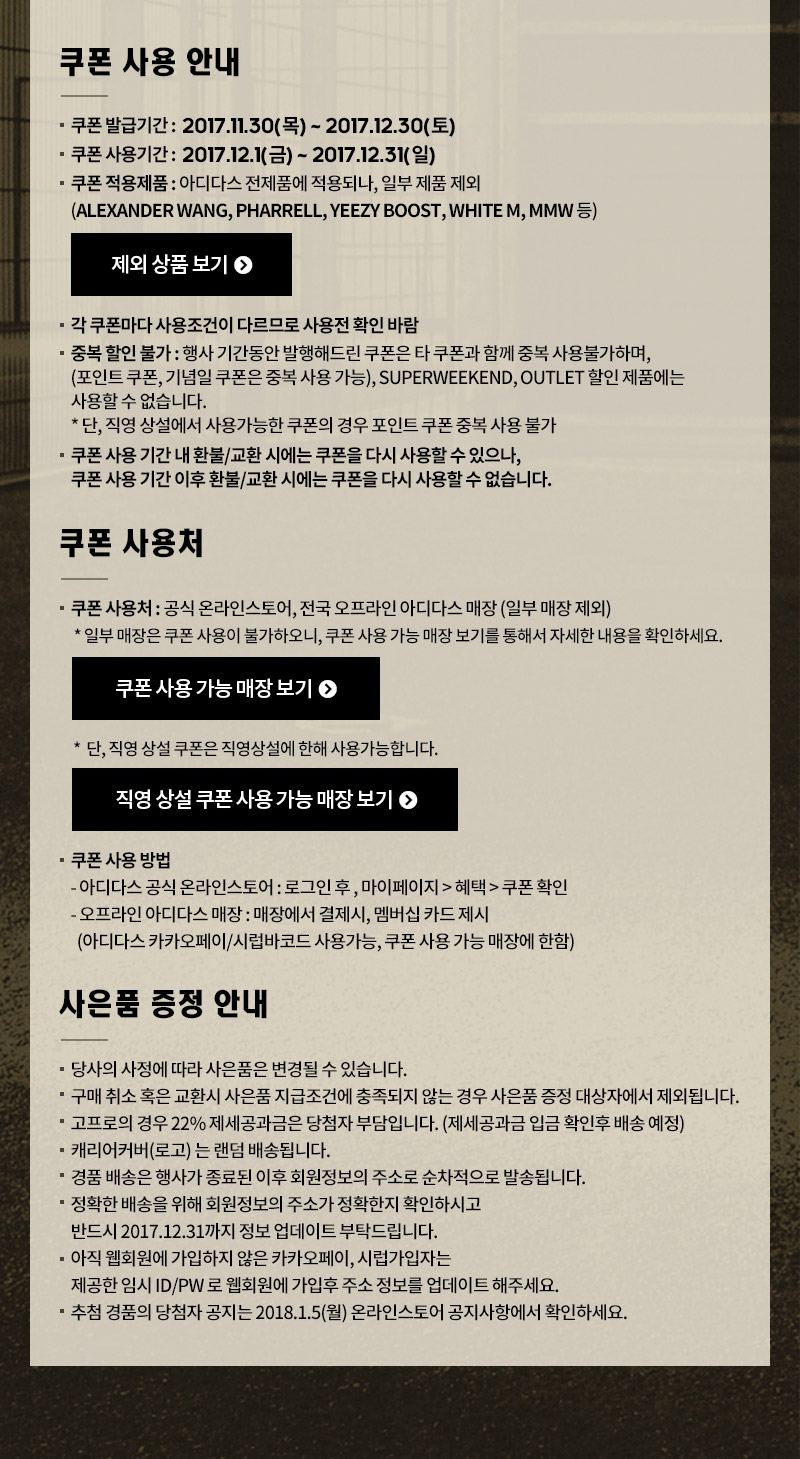 쿠폰 사용 안내
쿠폰 발급기간 : 2017.11.30(목) ~ 2017.12.30(토)
쿠폰 사용기간 : 2017.12.1(금) ~ 2017.12.31(일)
쿠폰 적용제품 : 아디다스 전제품에 적용되나, 일부 제품 제외
(ALEXANDER WANG, PHARRELL, YEEZY BOOST, WHITE M, MMW 등)
제외 상품 보기
각 쿠폰마다 사용조건이 다르므로 사용전 확인 바람
중복 할인 불가 : 행사 기간동안 발행해드린 쿠폰은 타 쿠폰과 함께 중복 사용불가하며,
(포인트 쿠폰, 기념일 쿠폰은 중복 사용 가능), SUPERWEEKEND, OUTLET 할인 제품에는
사용할 수 없습니다.
* 단, 직영 상설에서 사용가능한 쿠폰의 경우 포인트 쿠폰 중복 사용 불가
쿠폰 사용 기간 내 환불/교환 시에는 쿠폰을 다시 사용할 수 있으나,
쿠폰 사용 기간 이후 환불/교환 시에는 쿠폰을 다시 사용할 수 없습니다.
쿠폰 사용처
쿠폰 사용처 : 공식 온라인스토어, 전국 오프라인 아디다스 매장 (일부 매장 제외)
* 일부 매장은 쿠폰 사용이 불가하오니, 쿠폰 사용 가능 매장 보기를 통해서 자세한 내용을 확인하세요.
쿠폰 사용 가능 매장 보기
* 단, 직영 상설 쿠폰은 직영상설에 한해 사용가능합니다.
직영 상설 쿠폰 사용 가능 매장 보기
쿠폰 사용 방법
- 아디다스 공식 온라인스토어 : 로그인 후 , 마이페이지 > 혜택 > 쿠폰 확인
- 오프라인 아디다스 매장 : 매장에서 결제시, 멤버십 카드 제시
(아디다스 카카오페이/시럽바코드 사용가능, 쿠폰 사용 가능 매장에 한함)
사은품 증정 안내
당사의 사정에 따라 사은품은 변경될 수 있습니다.
구매 취소 혹은 교환시 사은품 지급조건에 충족되지 않는 경우 사은품 증정 대상자에서 제외됩니다.
고프로의 경우 22% 제세공과금은 당첨자 부담입니다. (제세공과금 입금 확인후 배송 예정)
캐리어커버(로고) 는 랜덤 배송됩니다.
경품 배송은 행사가 종료된 이후 회원정보의 주소로 순차적으로 발송됩니다.
정확한 배송을 위해 회원정보의 주소가 정확한지 확인하시고
반드시 2017.12.31까지 정보 업데이트 부탁드립니다.
아직 웹회원에 가입하지 않은 카카오페이, 시럽가입자는
제공한 임시 ID/PW 로 웹회원에 가입후 주소 정보를 업데이트 해주세요.
추첨 경품의 당첨자 공지는 2018.1.5(월) 온라인스토어 공지사항에서 확인하세요.